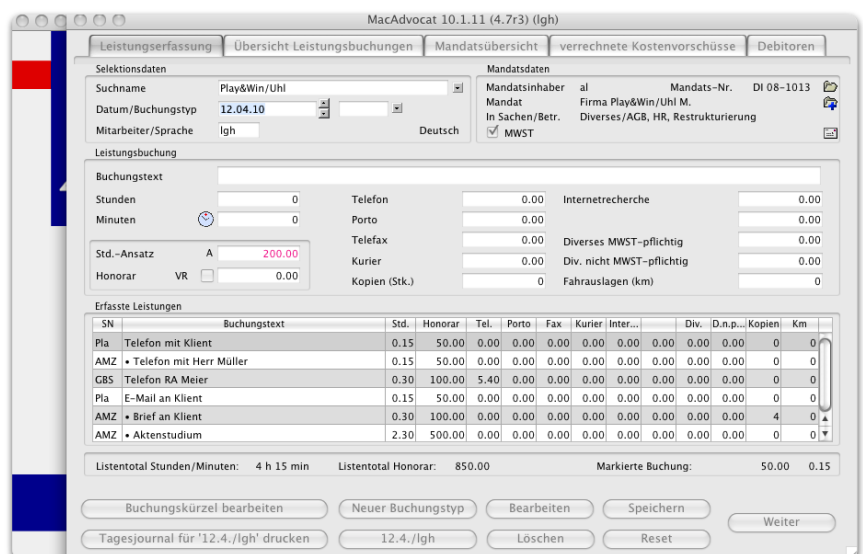 MacAdvocat 10.1.11 (4.7r3) (lgh)
Leistungserfassung Übersicht Leistungsbuchungen Mandatsübersicht verrechnete Kostenvorschüsse Debitoren
Selektionsdaten Mandatsdaten
Suchname Play&Win/Uhl Mandatsinhaber al Mandats-Nr. DI 08-1013
Datum/Buchungstyp 12.04.10 Mandat Firma Play&Win/Uhl M.
In Sachen/Betr. Diverses/AGB, HR, Restrukturierung
Mitarbeiter/Sprache lgh Deutsch MWST
Leistungsbuchung
Buchungstext
Stunden 0 Telefon 0.00 Internetrecherche 0.00
Minuten 0 Porto 0.00 0.00
Telefax 0.00 Diverses MWST-pflichtig 0.00
Std.-Ansatz A 200.00 Kurier 0.00 Div. nicht MWST-pflichtig 0.00
Honorar VR 0.00 Kopien (Stk.) 0 Fahrauslagen (km) 0
Erfasste Leistungen
SN Buchungstext Std. Honorar Tel. Porto Fax Kurier Inter... Div. D.n.p... Kopien Km
Pla Telefon mit Klient 0.15 50.00 0.00 0.00 0.00 0.00 0.00 0.00 0.00 0.00 0 0
AMZ • Telefon mit Herr Müller 0.15 50.00 0.00 0.00 0.00 0.00 0.00 0.00 0.00 0.00 0 0
GBS Telefon RA Meier 0.30 100.00 5.40 0.00 0.00 0.00 0.00 0.00 0.00 0.00 0 0
Pla E-Mail an Klient 0.15 50.00 0.00 0.00 0.00 0.00 0.00 0.00 0.00 0.00 0 0
AMZ • Brief an Klient 0.30 100.00 0.00 0.00 0.00 0.00 0.00 0.00 0.00 0.00 4 0
AMZ • Aktenstudium 2.30 500.00 0.00 0.00 0.00 0.00 0.00 0.00 0.00 0.00 0 0
Listentotal Stunden/Minuten: 4 h 15 min Listentotal Honorar: 850.00 Markierte Buchung: 50.00 0.15
Buchungskürzel bearbeiten Neuer Buchungstyp Bearbeiten Speichern
Weiter
Tagesjournal für '12.4./lgh' drucken 12.4./lgh Löschen Reset